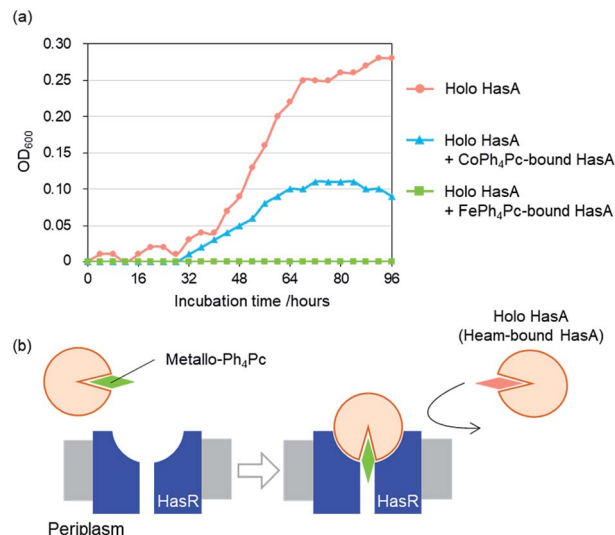 (a)
0.30
0.25
0.20
0.15
0.10
0.05
0
OD600
0 16 32 48 64 80 96
Incubation time /hours
Holo HasA
Holo HasA
+ CoPh4Pc-bound HasA
Holo HasA
+ FePh4Pc-bound HasA
(b)
Metallo-Ph4Pc
Holo HasA
(Heam-bound HasA)
HasR
HasR
Periplasm